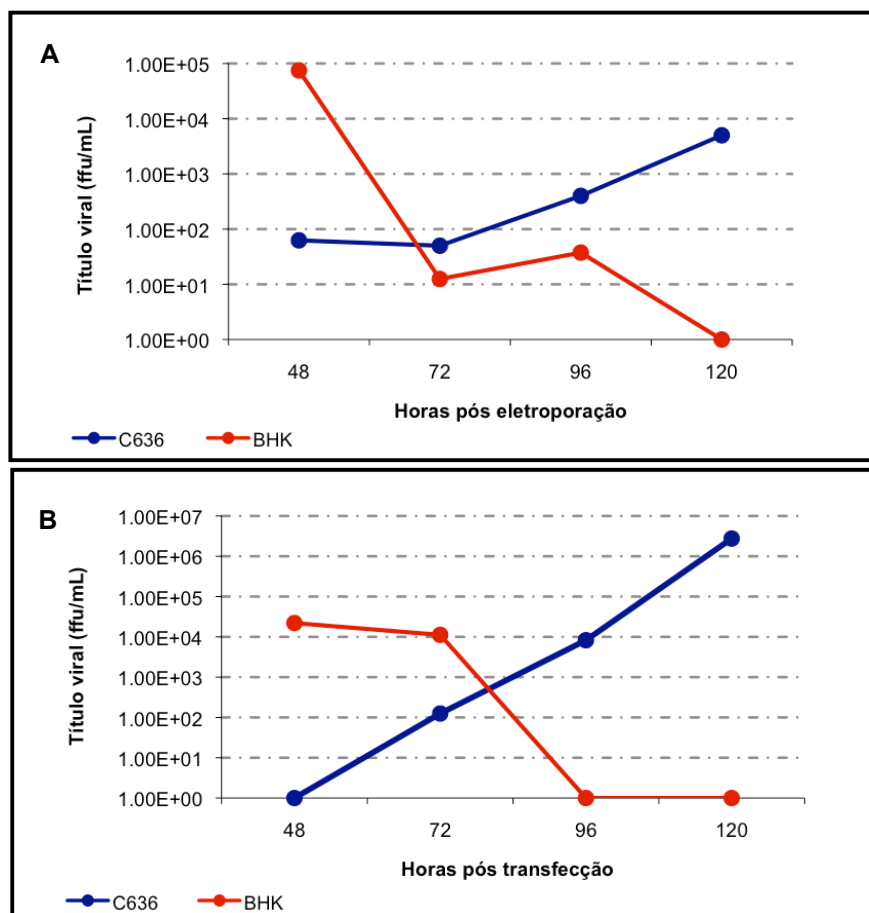 A
1.00E+05
1.00E+04
1.00E+03
1.00E+02
1.00E+01
1.00E+00
Título viral (ffu/mL)
48 72 96 120
Horas pós eletroporação
C636 BHK
B
1.00E+07
1.00E+06
1.00E+05
1.00E+04
1.00E+03
1.00E+02
1.00E+01
1.00E+00
Título viral (ffu/mL)
48 72 96 120
Horas pós transfecção
C636 BHK